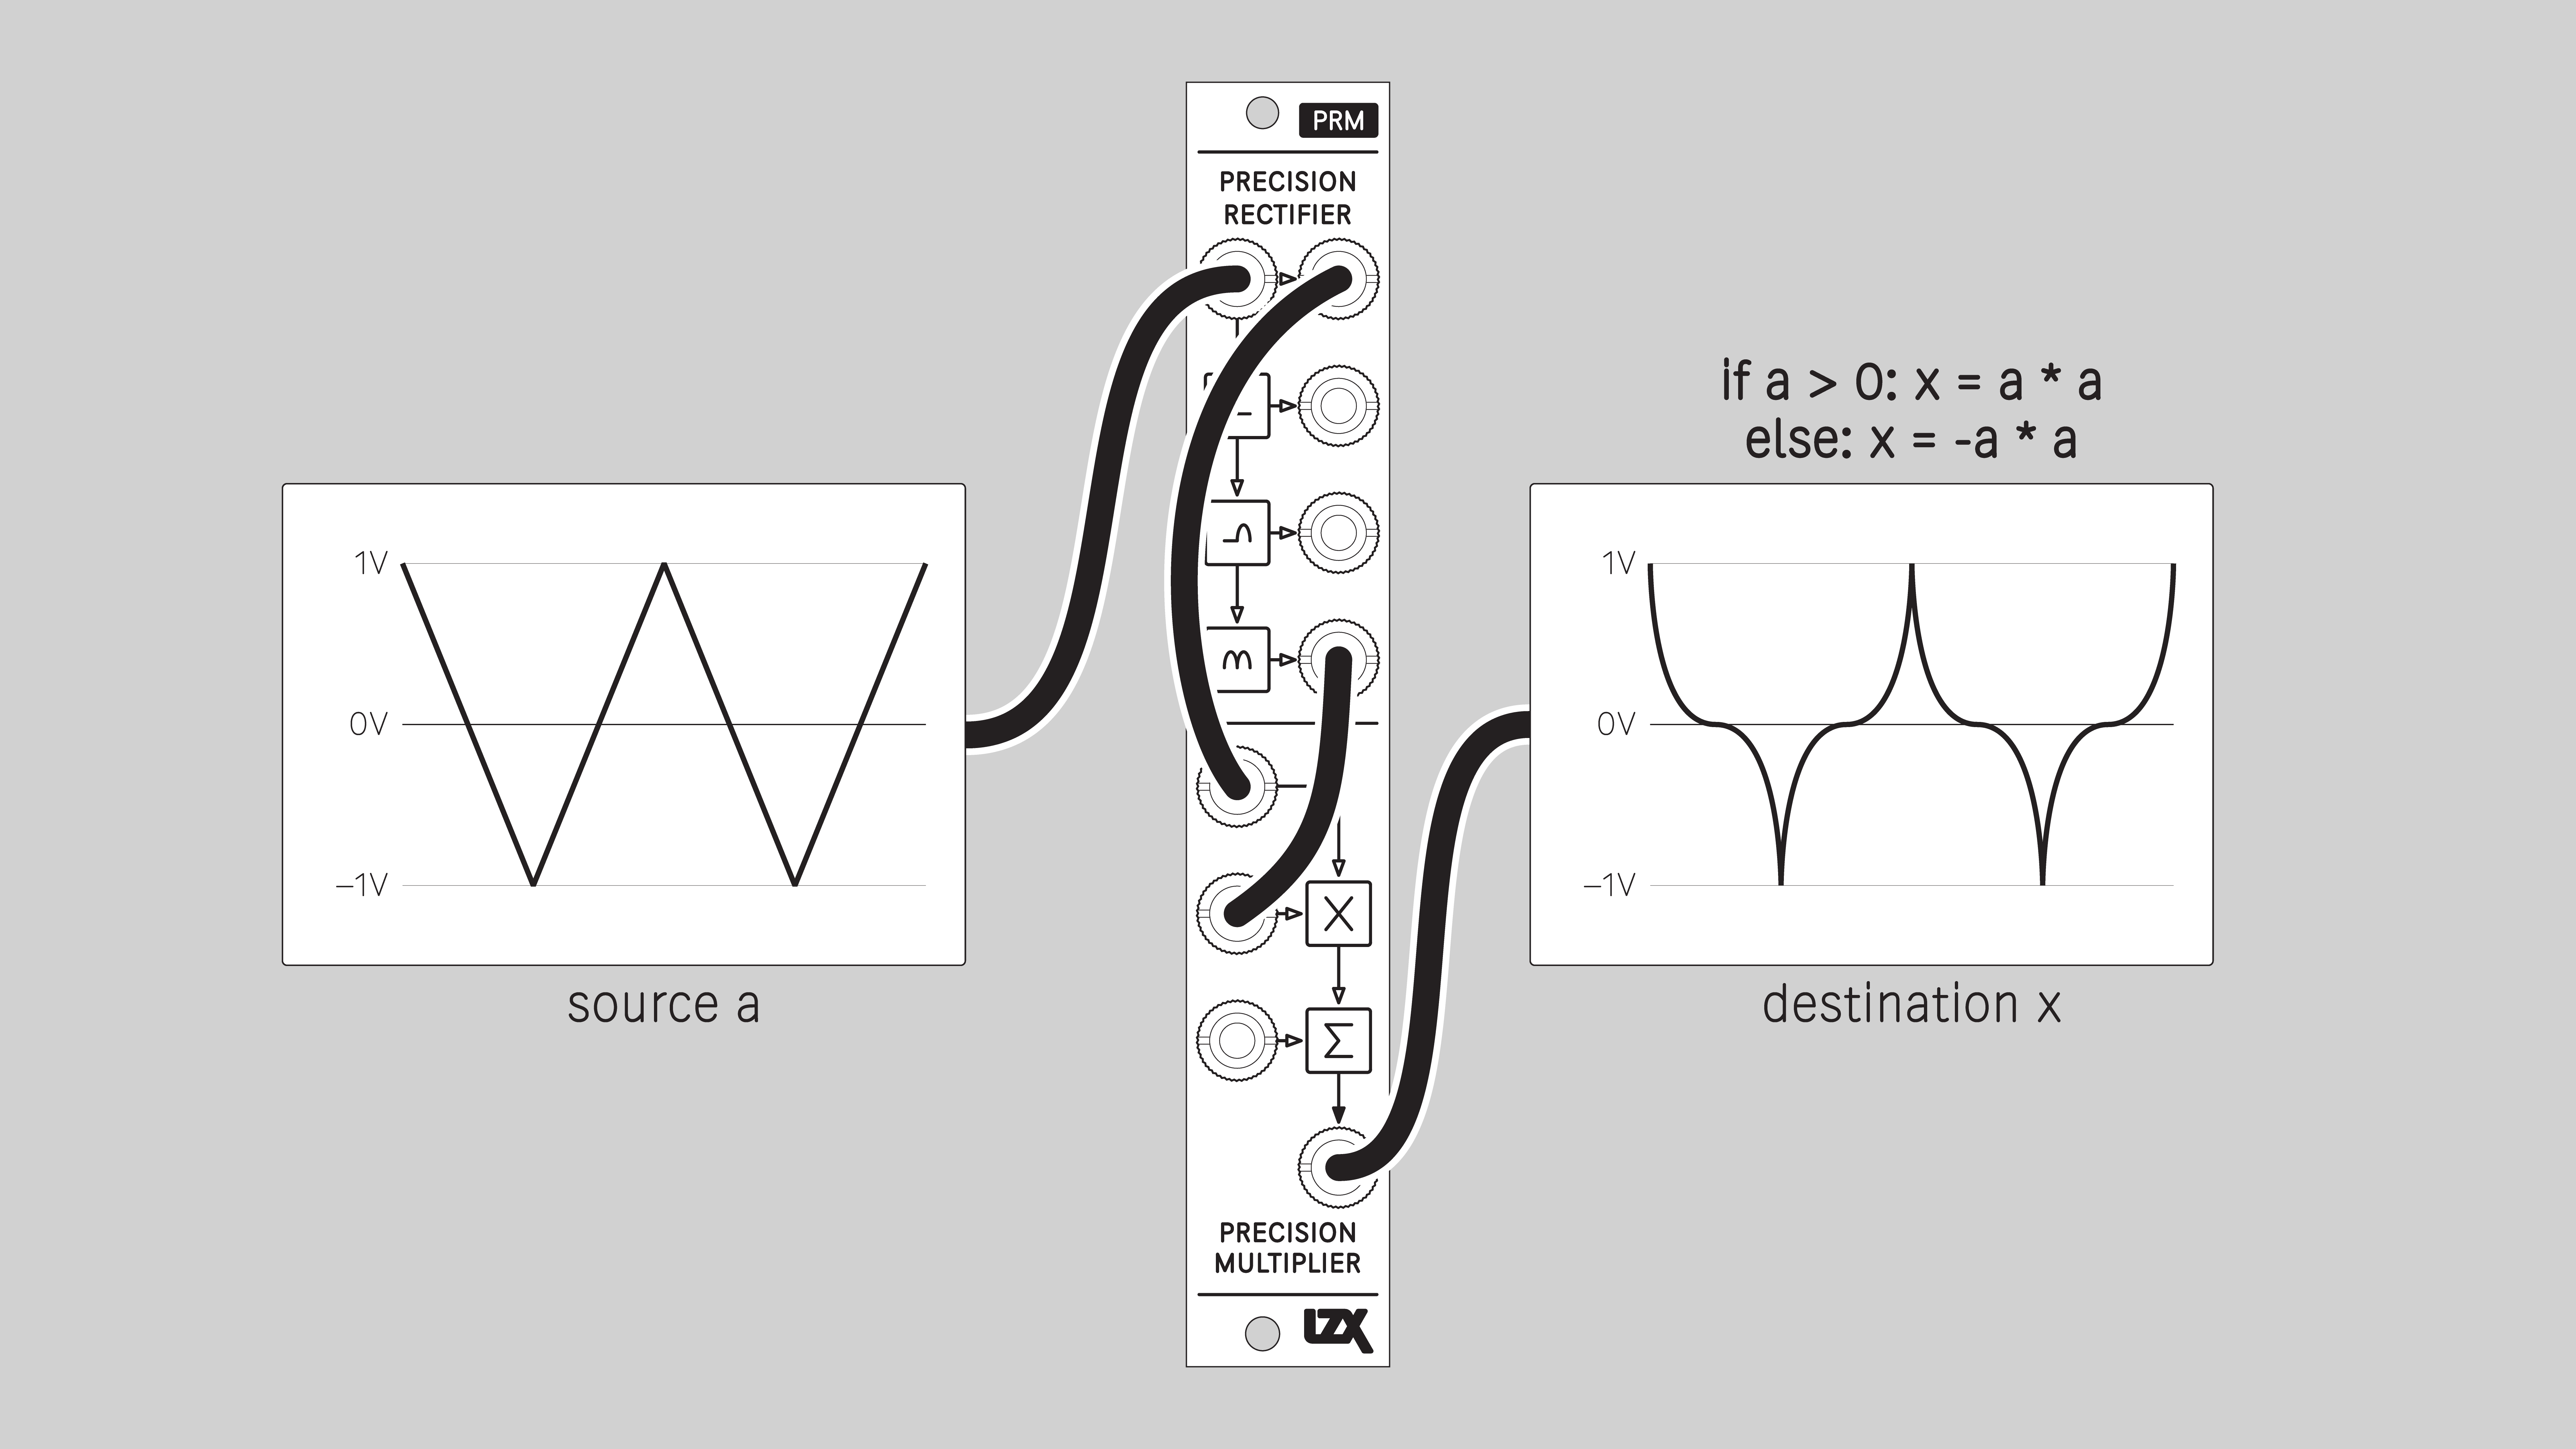 PRM
PRECISION
RECTIFIER
if a > 0: x = a * a
else: x = -a * a
1V
0V
−1V
source a
X
Σ
1V
0V
−1V
destination x
PRECISION
MULTIPLIER
LZX